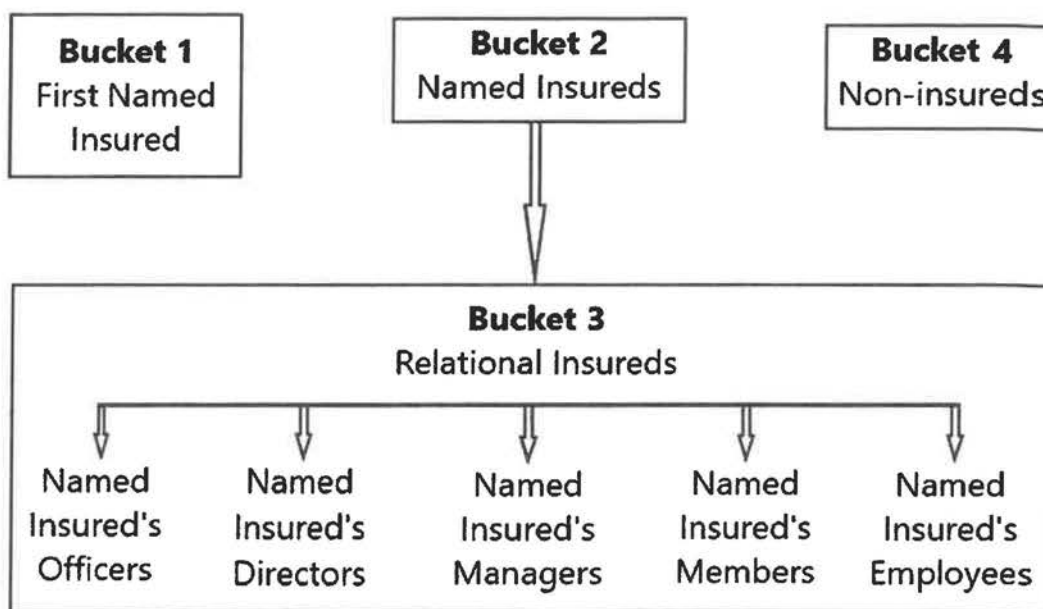 Bucket 1
First Named
Insured
Bucket 2
Named Insureds
Bucket 4
Non-insureds
Bucket 3
Relational Insureds
Named
Insured's
Officers
Named
Insured's
Directors
Named
Insured's
Managers
Named
Insured's
Members
Named
Insured's
Employees